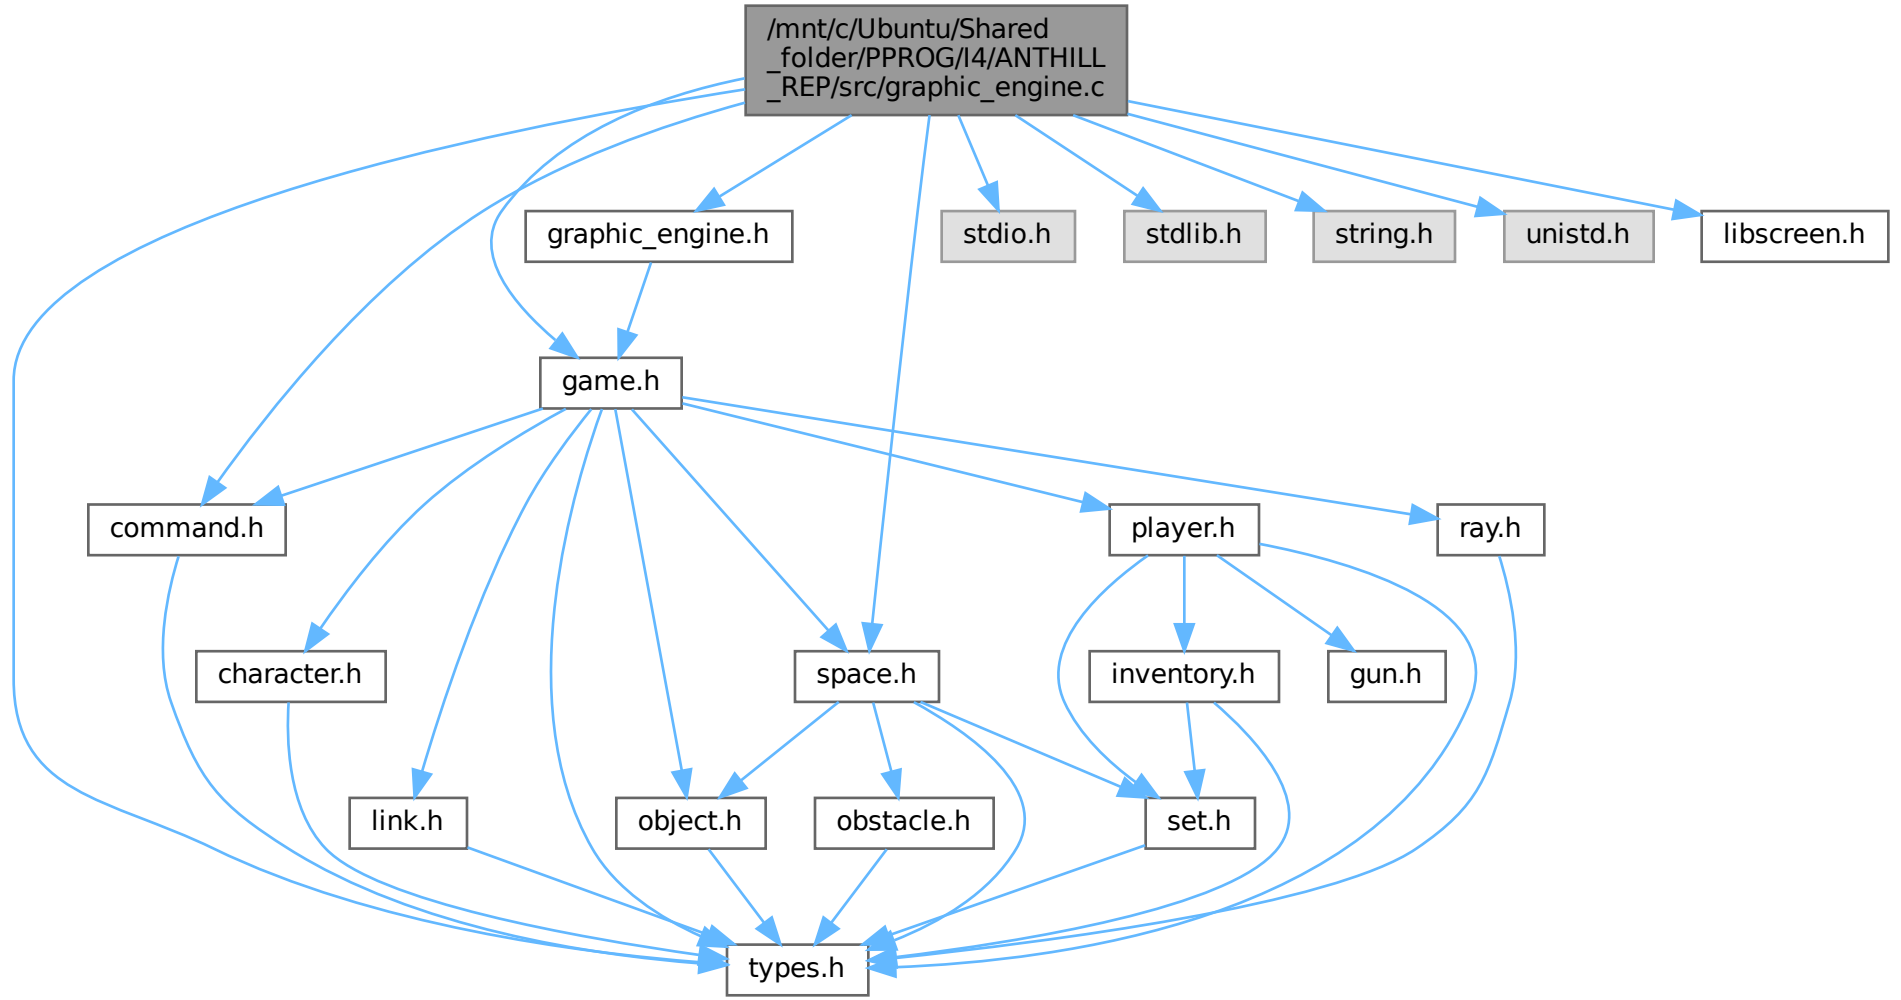 /mnt/c/Ubuntu/Shared
_folder/PPROG/I4/ANTHILL
_REP/src/graphic_engine.c
graphic_engine.h
stdio.h
stdlib.h
string.h
unistd.h
libscreen.h
game.h
command.h
player.h
ray.h
character.h
space.h
inventory.h
gun.h
link.h
object.h
obstacle.h
set.h
types.h